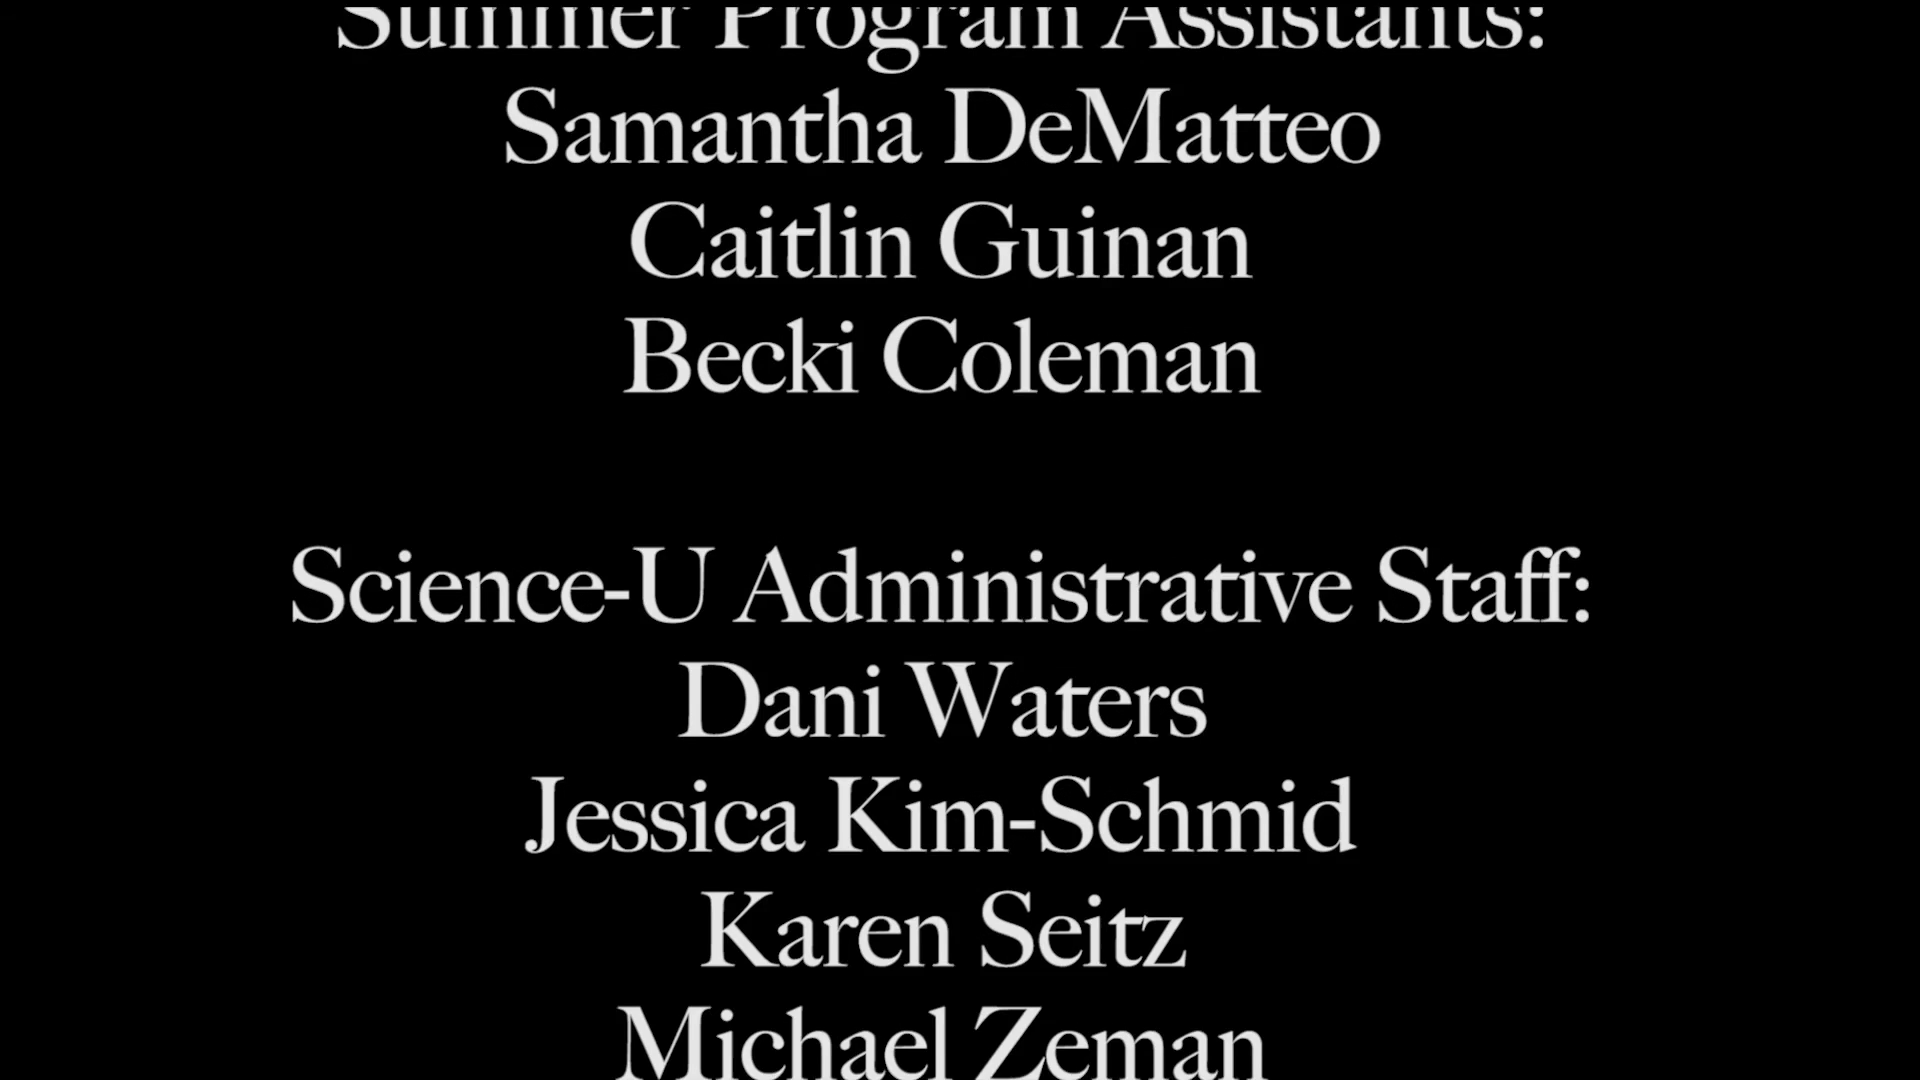 Summer Program Assistants:
Samantha DeMatteo
Caitlin Guinan
Becki Coleman
Science-U Administrative Staff:
Dani Waters
Jessica Kim-Schmid
Karen Seitz
Michael Zeman